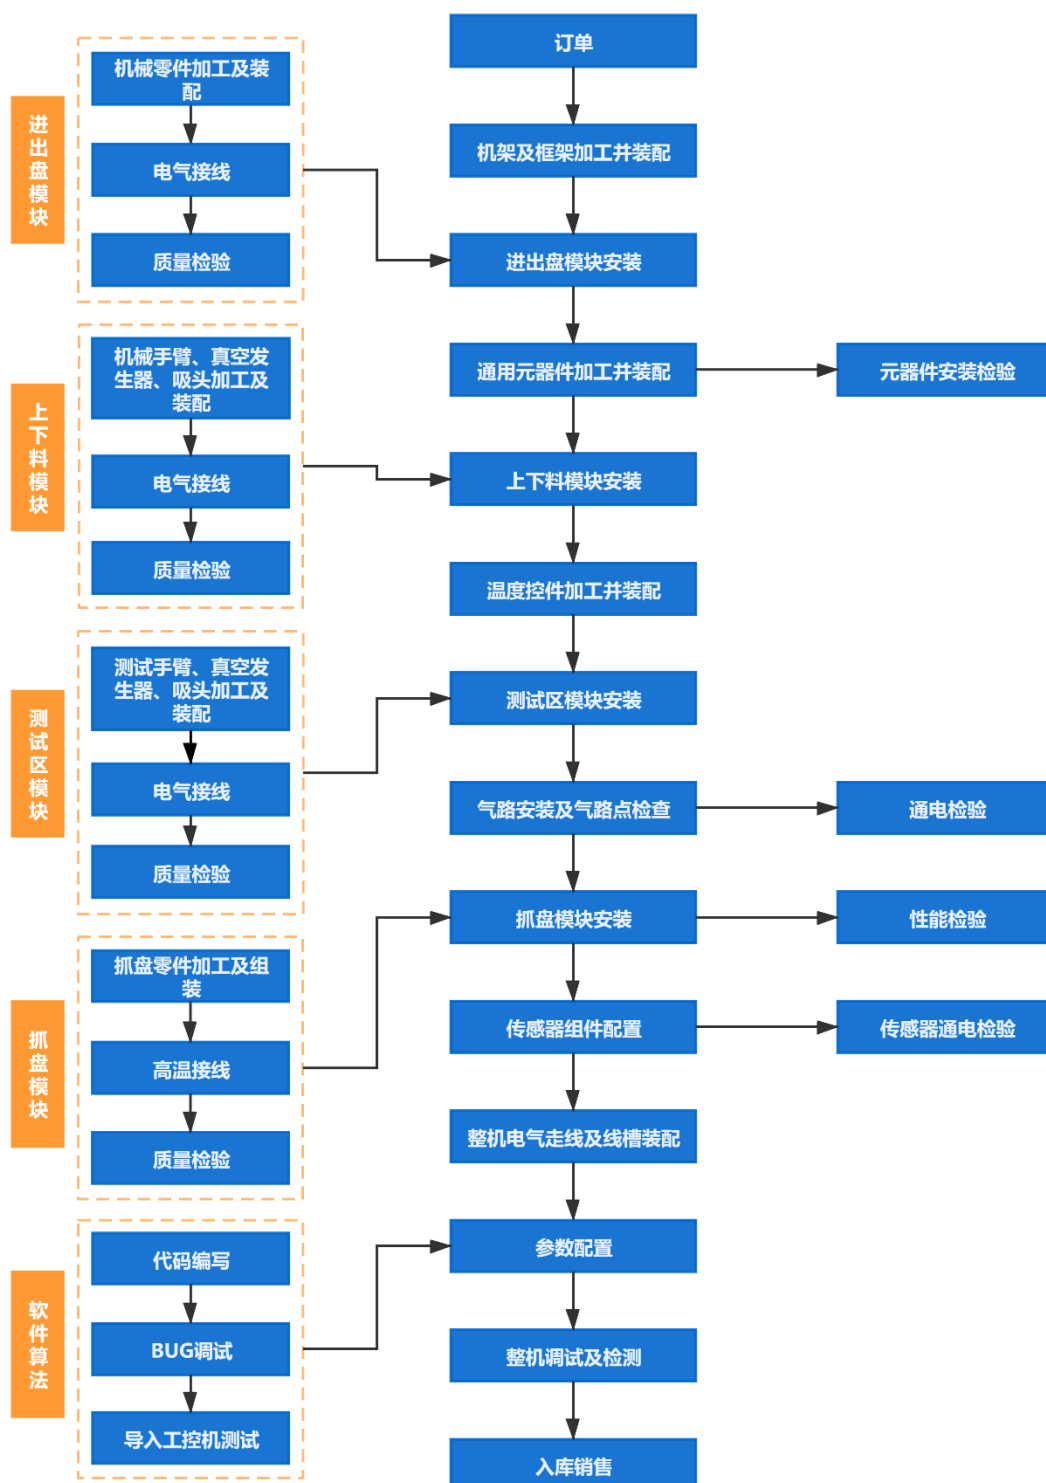 进出盘模块
机械零件加工及装
配
电气接线
质量检验
上下料模块
机械手臂、真空发
生器、吸头加工及
装配
电气接线
质量检验
测试区模块
测试手臂、真空发
生器、吸头加工及
装配
电气接线
质量检验
抓盘模块
抓盘零件加工及组
装
高温接线
质量检验
软件算法
代码编写
BUG调试
导入工控机测试
订单
机架及框架加工并装配
进出盘模块安装
通用元器件加工并装配
元器件安装检验
上下料模块安装
温度控件加工并装配
测试区模块安装
气路安装及气路点检查
通电检验
抓盘模块安装
性能检验
传感器组件配置
传感器通电检验
整机电气走线及线槽装配
参数配置
整机调试及检测
入库销售